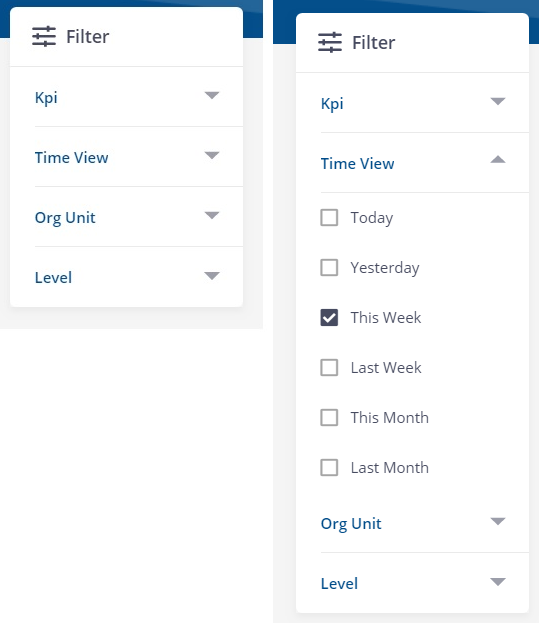 Filter
Kpi
Time View
Org Unit
Level
Filter
Kpi
Time View
Today
Yesterday
This Week
Last Week
This Month
Last Month
Org Unit
Level